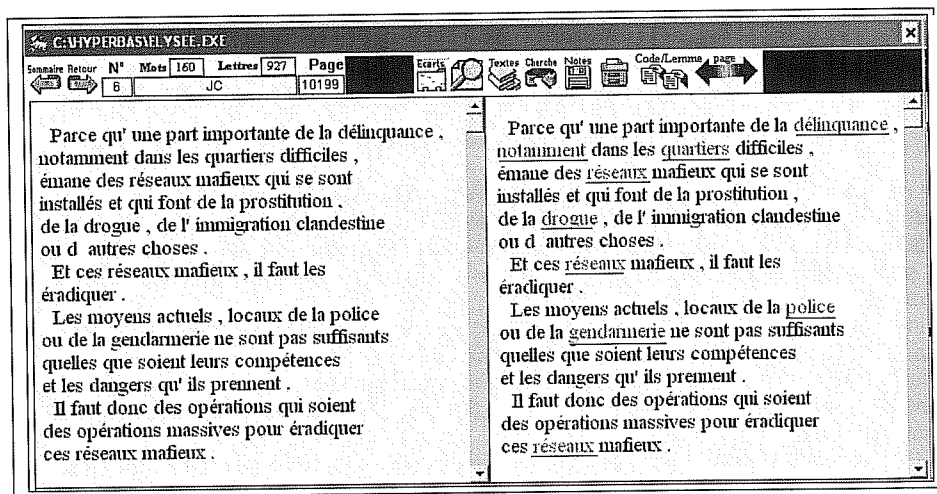 C:\HYPERBAS\ELYSEE.EXE
Sommaire Retour N° Mots 160 Lettres 927 Page Ecarts Textes Cherche Notes Code/Lemme page
6 JC 10199
Parce qu' une part importante de la délinquance ,
notamment dans les quartiers difficiles ,
émane des réseaux mafieux qui se sont
installés et qui font de la prostitution ,
de la drogue , de l' immigration clandestine
ou d autres choses .
Et ces réseaux mafieux , il faut les
éradiquer .
Les moyens actuels , locaux de la police
ou de la gendarmerie ne sont pas suffisants
quelles que soient leurs compétences
et les dangers qu' ils prennent .
Il faut donc des opérations qui soient
des opérations massives pour éradiquer
ces réseaux mafieux .
Parce qu' une part importante de la délinquance ,
notamment dans les quartiers difficiles ,
émane des réseaux mafieux qui se sont
installés et qui font de la prostitution ,
de la drogue , de l' immigration clandestine
ou d autres choses .
Et ces réseaux mafieux , il faut les
éradiquer .
Les moyens actuels , locaux de la police
ou de la gendarmerie ne sont pas suffisants
quelles que soient leurs compétences
et les dangers qu' ils prennent .
Il faut donc des opérations qui soient
des opérations massives pour éradiquer
ces réseaux mafieux .